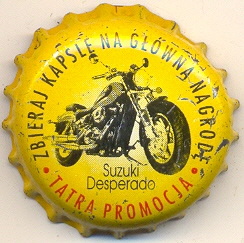 ZBIERAJ KAPSLE NA GŁÓWNĄ NAGRODĘ
Suzuki
Desperado
• TATRA PROMOCJA •